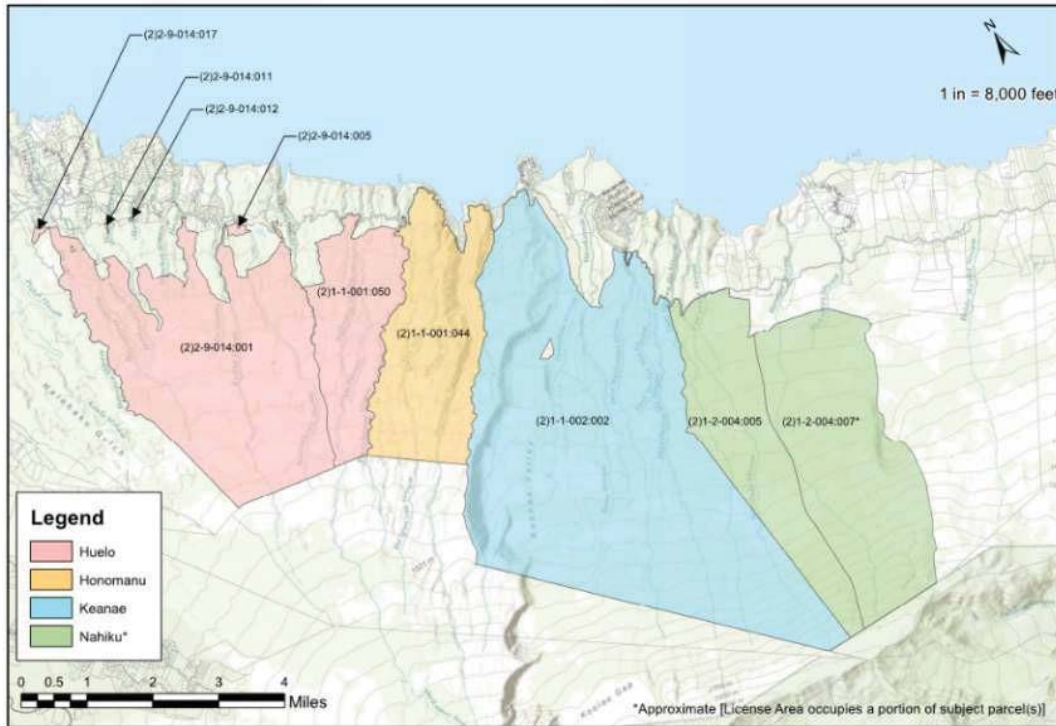 (2)2-9-014:017
(2)2-9-014:011
(2)2-9-014:012
(2)2-9-014:005
N
1 in = 8,000 feet
(2)1-1-001:050
(2)2-9-014:001
(2)1-1-001:044
(2)1-1-002:002
(2)1-2-004:005
(2)1-2-004:007*
Legend
Huelo
Honomanu
Keanae
Nahiku*
0 0.5 1 2 3 4
Miles
Koolau Gap
*Approximate [License Area occupies a portion of subject parcel(s)]